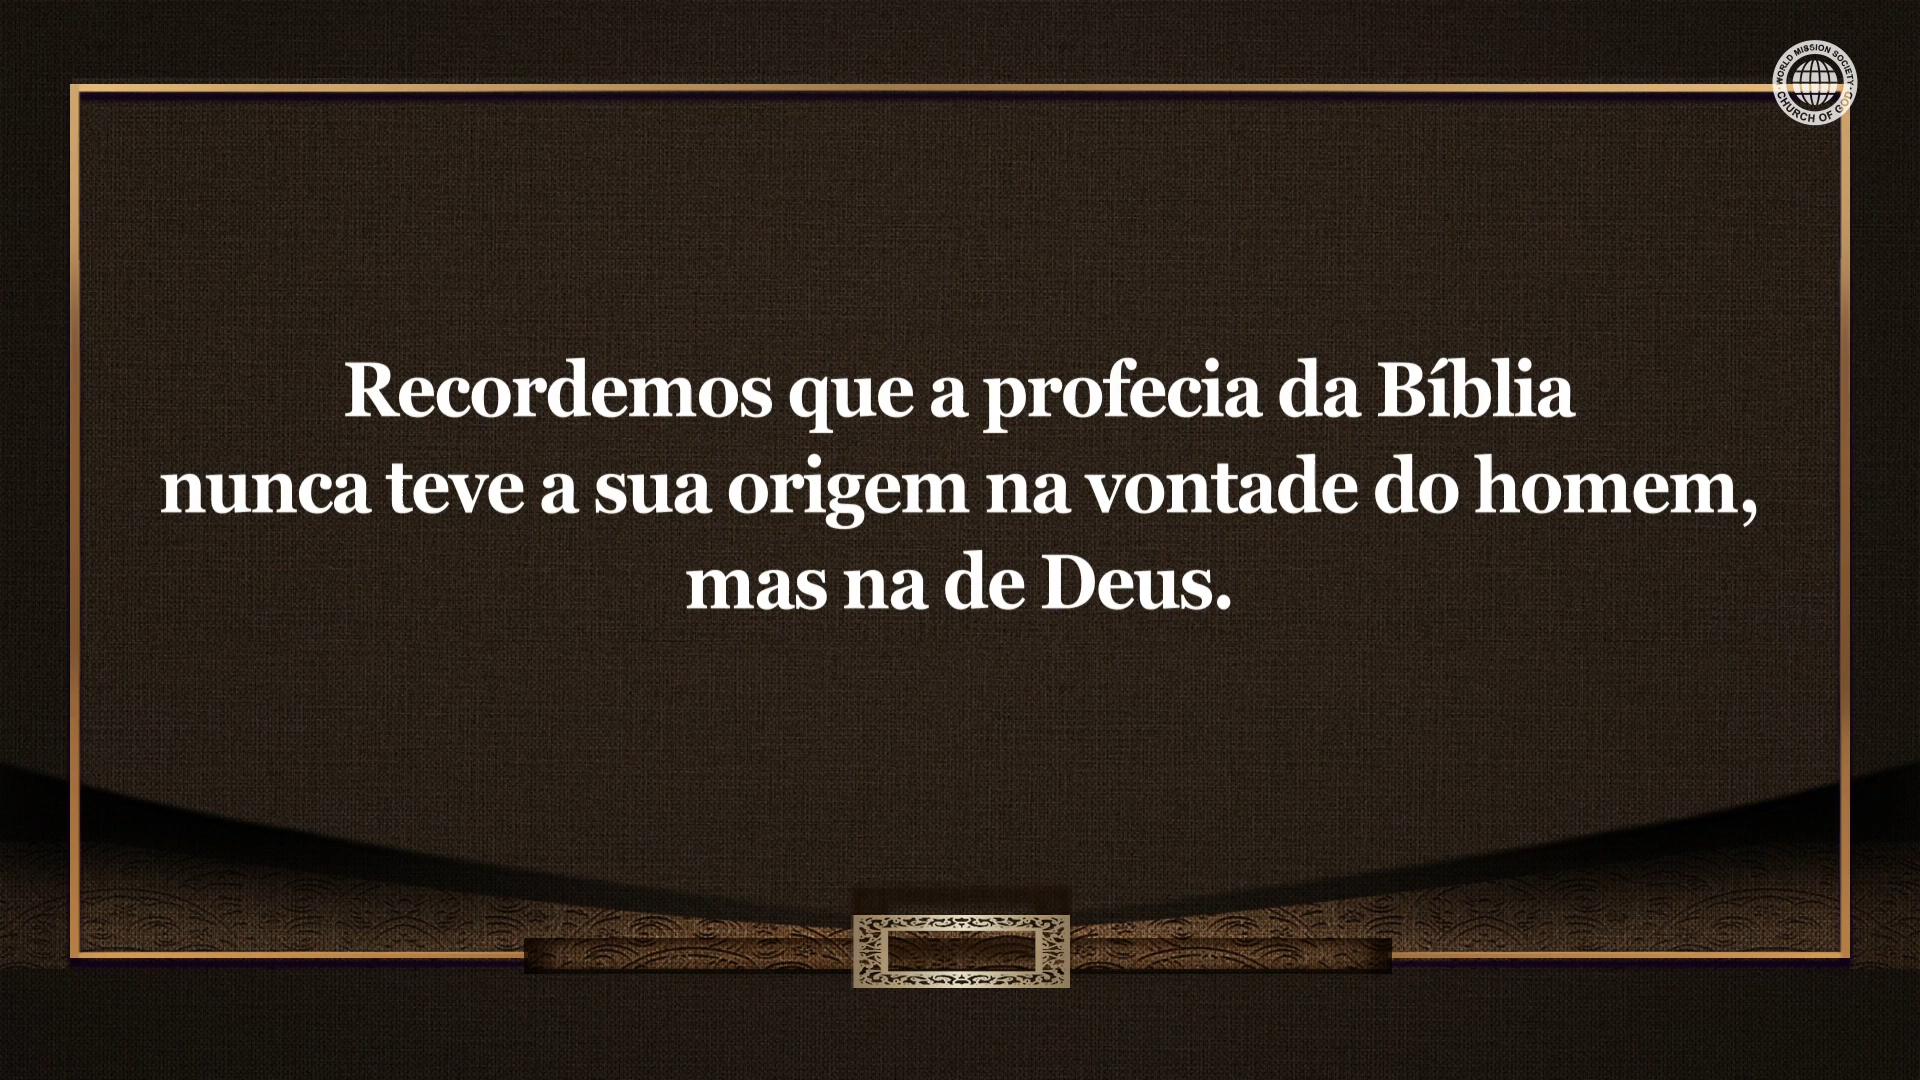 WORLD MISSION SOCIETY
CHURCH OF GOD
Recordemos que a profecia da Bíblia
nunca teve a sua origem na vontade do homem,
mas na de Deus.